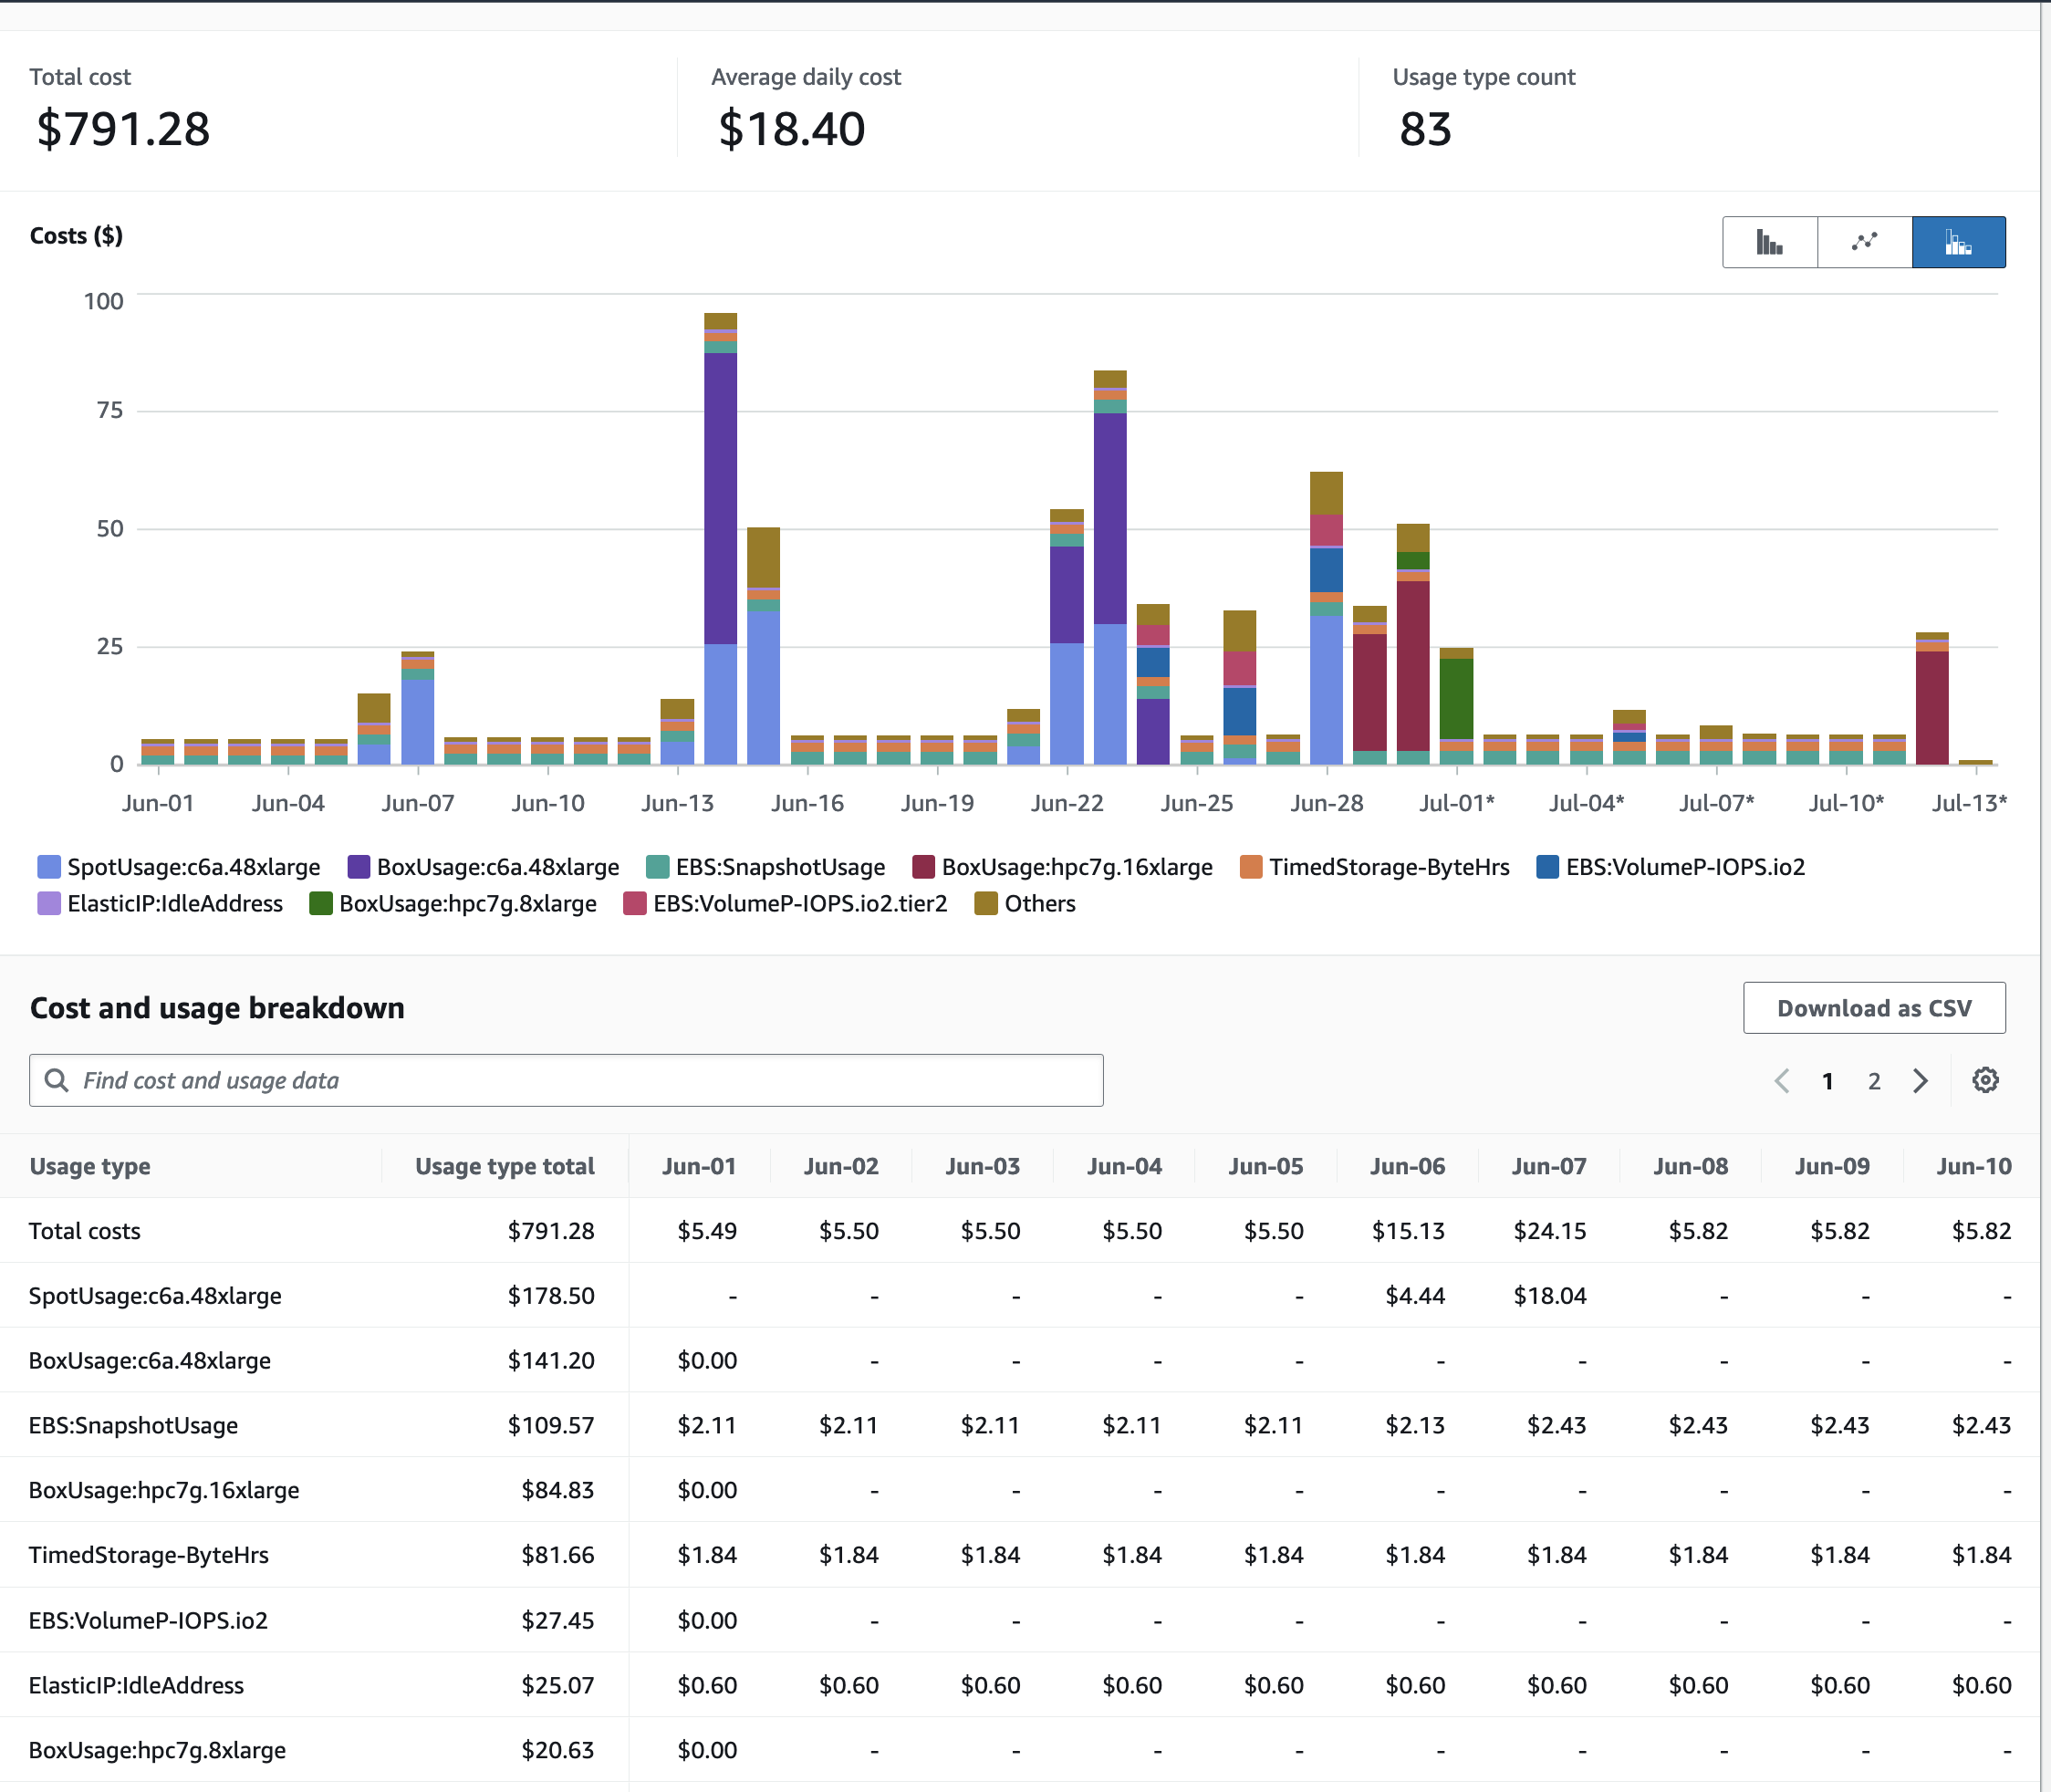 Total cost
$791.28
Average daily cost
$18.40
Usage type count
83
Costs ($)
100
75
50
25
0
Jun-01 Jun-04 Jun-07 Jun-10 Jun-13 Jun-16 Jun-19 Jun-22 Jun-25 Jun-28 Jul-01* Jul-04* Jul-07* Jul-10* Jul-13*
SpotUsage:c6a.48xlarge BoxUsage:c6a.48xlarge EBS:SnapshotUsage BoxUsage:hpc7g.16xlarge TimedStorage-ByteHrs EBS:VolumeP-IOPS.io2
ElasticIP:IdleAddress BoxUsage:hpc7g.8xlarge EBS:VolumeP-IOPS.io2.tier2 Others
Cost and usage breakdown
Download as CSV
Find cost and usage data
1 2
Usage type Usage type total Jun-01 Jun-02 Jun-03 Jun-04 Jun-05 Jun-06 Jun-07 Jun-08 Jun-09 Jun-10
Total costs $791.28 $5.49 $5.50 $5.50 $5.50 $5.50 $15.13 $24.15 $5.82 $5.82 $5.82
SpotUsage:c6a.48xlarge $178.50 - - - - - $4.44 $18.04 - - -
BoxUsage:c6a.48xlarge $141.20 $0.00 - - - - - - - - -
EBS:SnapshotUsage $109.57 $2.11 $2.11 $2.11 $2.11 $2.11 $2.13 $2.43 $2.43 $2.43 $2.43
BoxUsage:hpc7g.16xlarge $84.83 $0.00 - - - - - - - - -
TimedStorage-ByteHrs $81.66 $1.84 $1.84 $1.84 $1.84 $1.84 $1.84 $1.84 $1.84 $1.84 $1.84
EBS:VolumeP-IOPS.io2 $27.45 $0.00 - - - - - - - - -
ElasticIP:IdleAddress $25.07 $0.60 $0.60 $0.60 $0.60 $0.60 $0.60 $0.60 $0.60 $0.60 $0.60
BoxUsage:hpc7g.8xlarge $20.63 $0.00 - - - - - - - - -